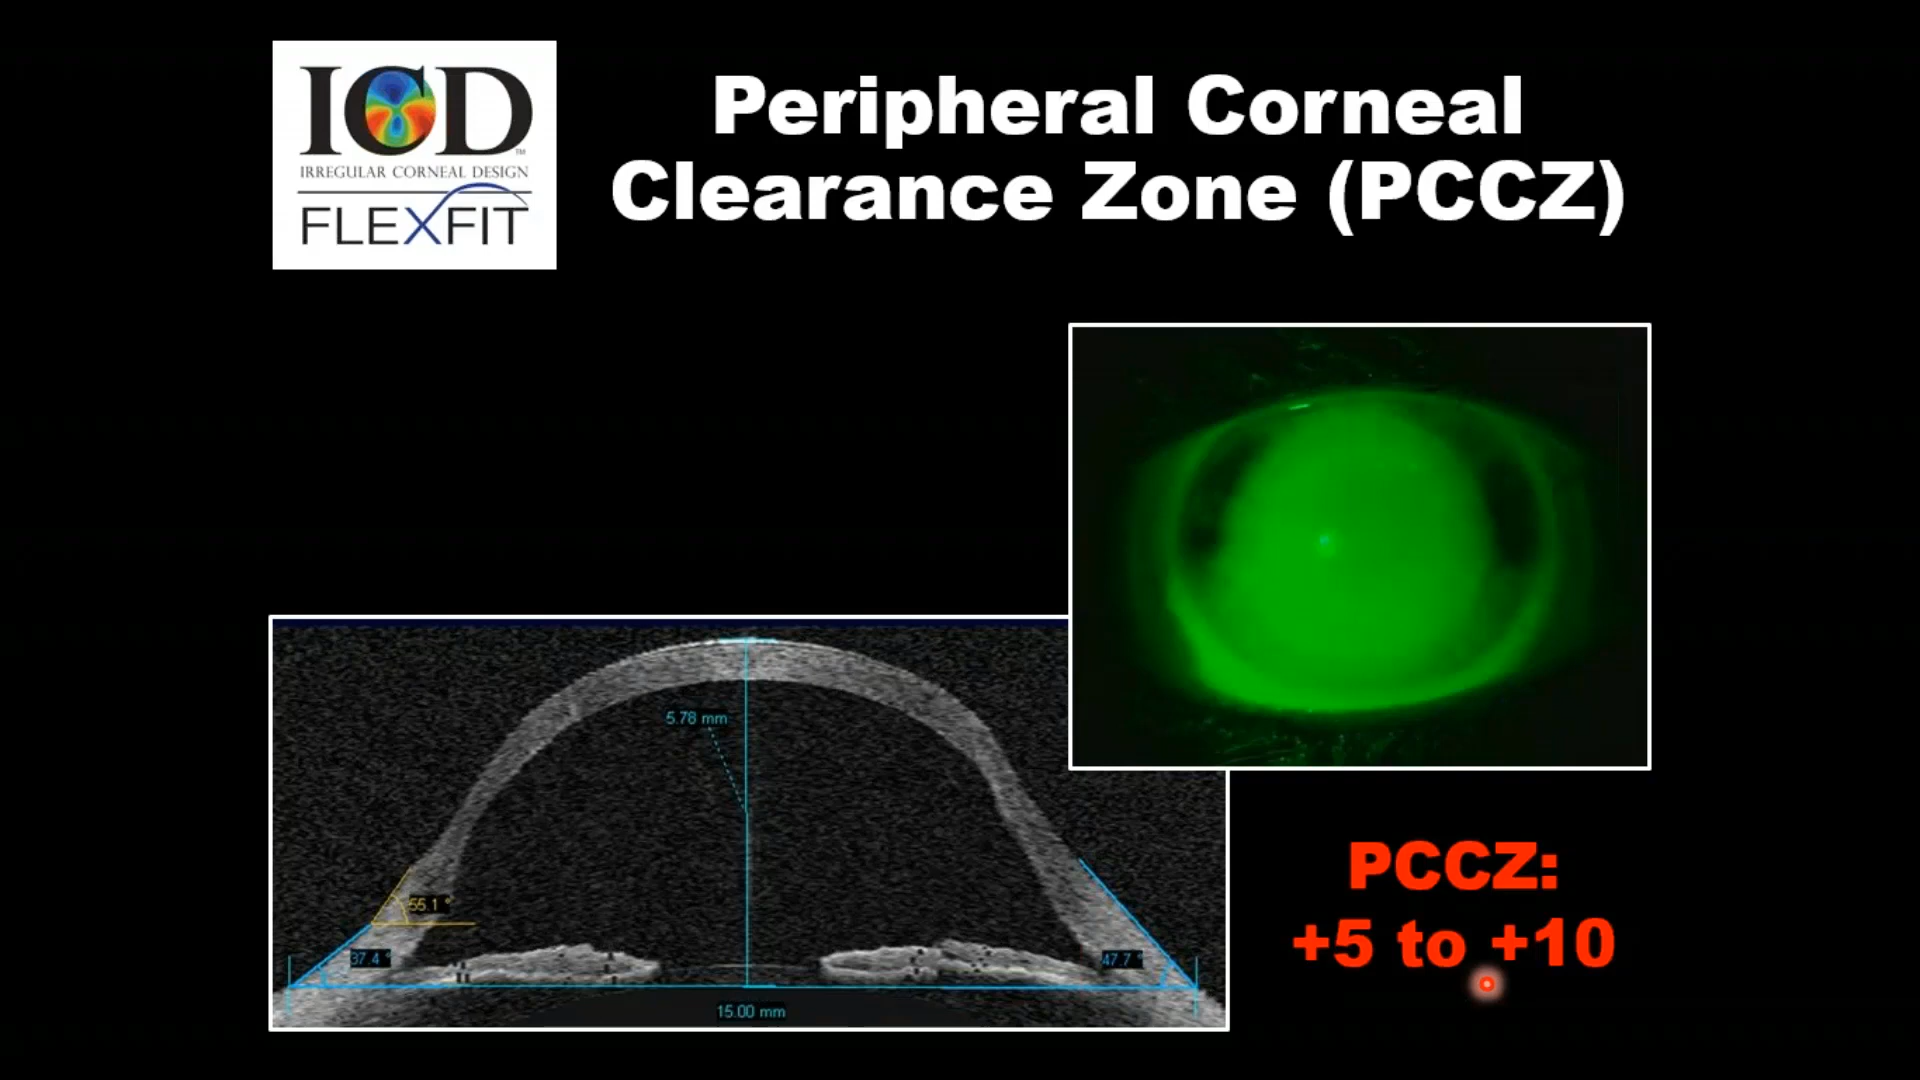 ICD™
IRREGULAR CORNEAL DESIGN
FLEXFIT
Peripheral Corneal
Clearance Zone (PCCZ)
5.78 mm
55.1 °
37.4 °
47.7 °
15.00 mm
PCCZ:
+5 to +10